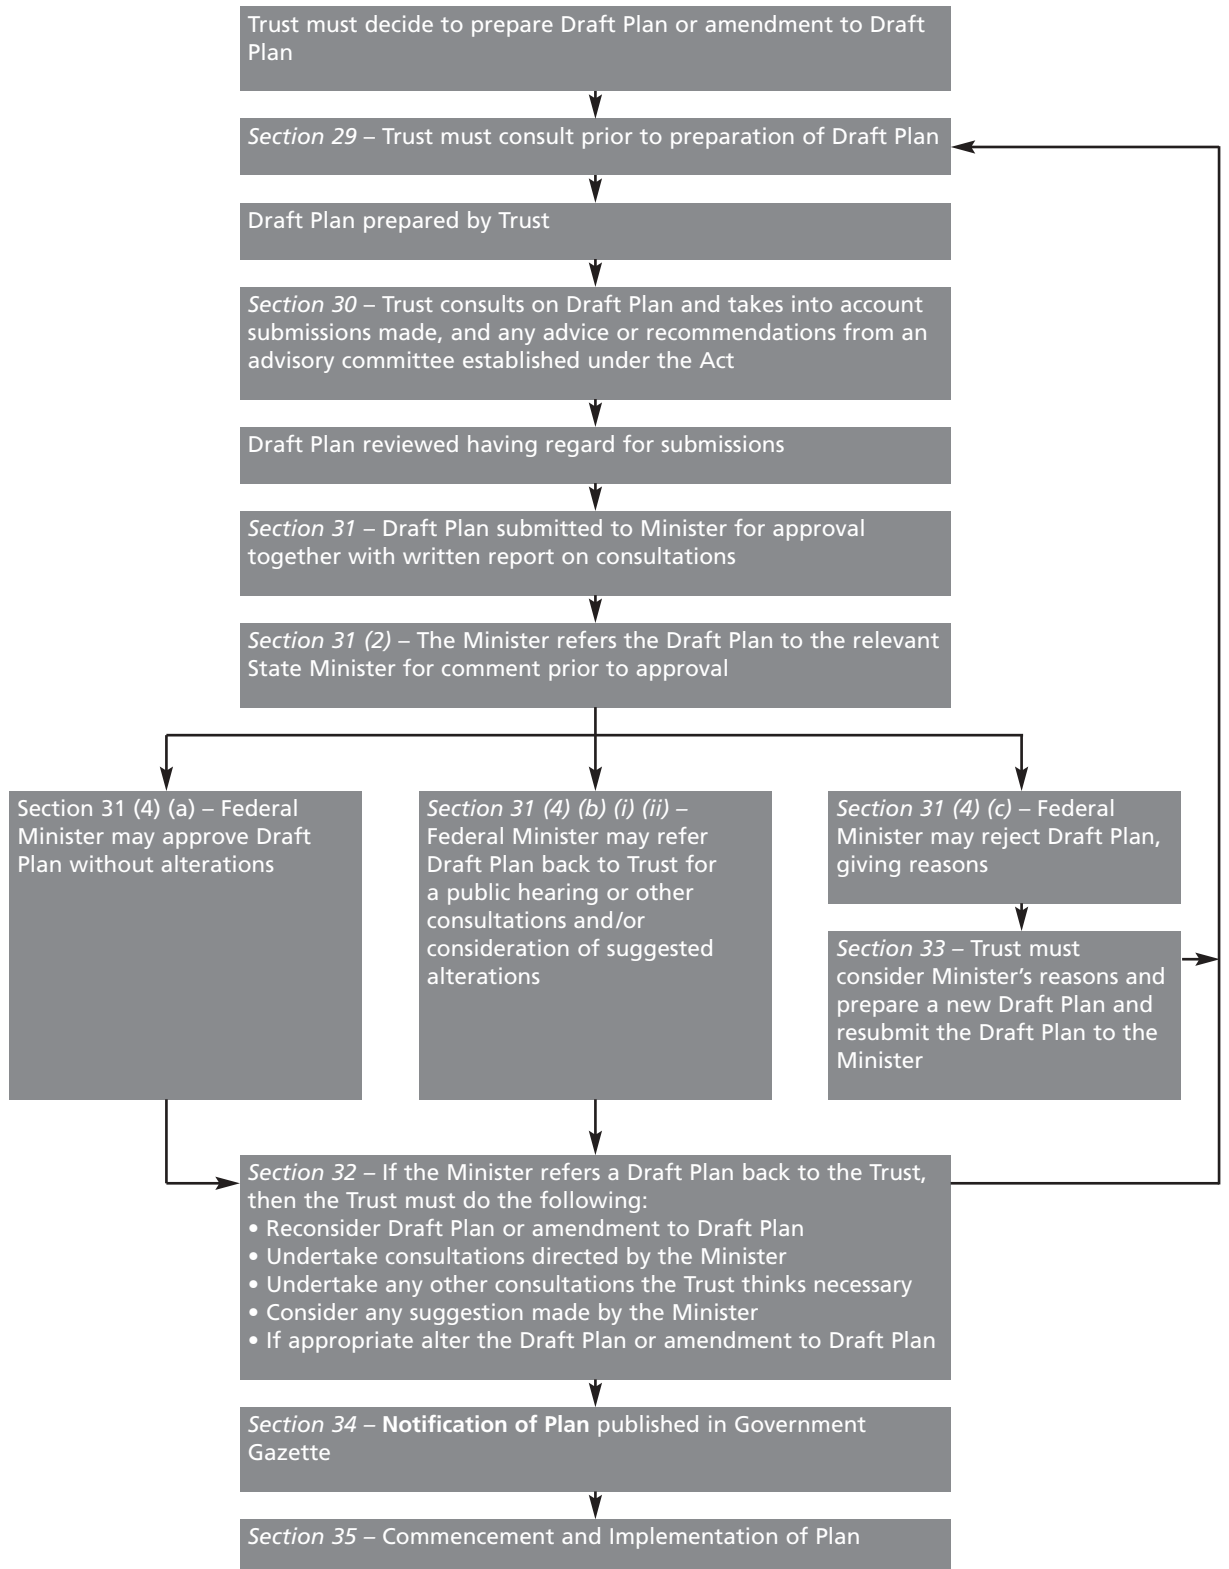 Trust must decide to prepare Draft Plan or amendment to Draft
Plan
Section 29 – Trust must consult prior to preparation of Draft Plan
Draft Plan prepared by Trust
Section 30 – Trust consults on Draft Plan and takes into account
submissions made, and any advice or recommendations from an
advisory committee established under the Act
Draft Plan reviewed having regard for submissions
Section 31 – Draft Plan submitted to Minister for approval
together with written report on consultations
Section 31 (2) – The Minister refers the Draft Plan to the relevant
State Minister for comment prior to approval
Section 31 (4) (a) – Federal
Minister may approve Draft
Plan without alterations
Section 31 (4) (b) (i) (ii) –
Federal Minister may refer
Draft Plan back to Trust for
a public hearing or other
consultations and/or
consideration of suggested
alterations
Section 31 (4) (c) – Federal
Minister may reject Draft Plan,
giving reasons
Section 33 – Trust must
consider Minister’s reasons and
prepare a new Draft Plan and
resubmit the Draft Plan to the
Minister
Section 32 – If the Minister refers a Draft Plan back to the Trust,
then the Trust must do the following:
• Reconsider Draft Plan or amendment to Draft Plan
• Undertake consultations directed by the Minister
• Undertake any other consultations the Trust thinks necessary
• Consider any suggestion made by the Minister
• If appropriate alter the Draft Plan or amendment to Draft Plan
Section 34 – Notification of Plan published in Government
Gazette
Section 35 – Commencement and Implementation of Plan